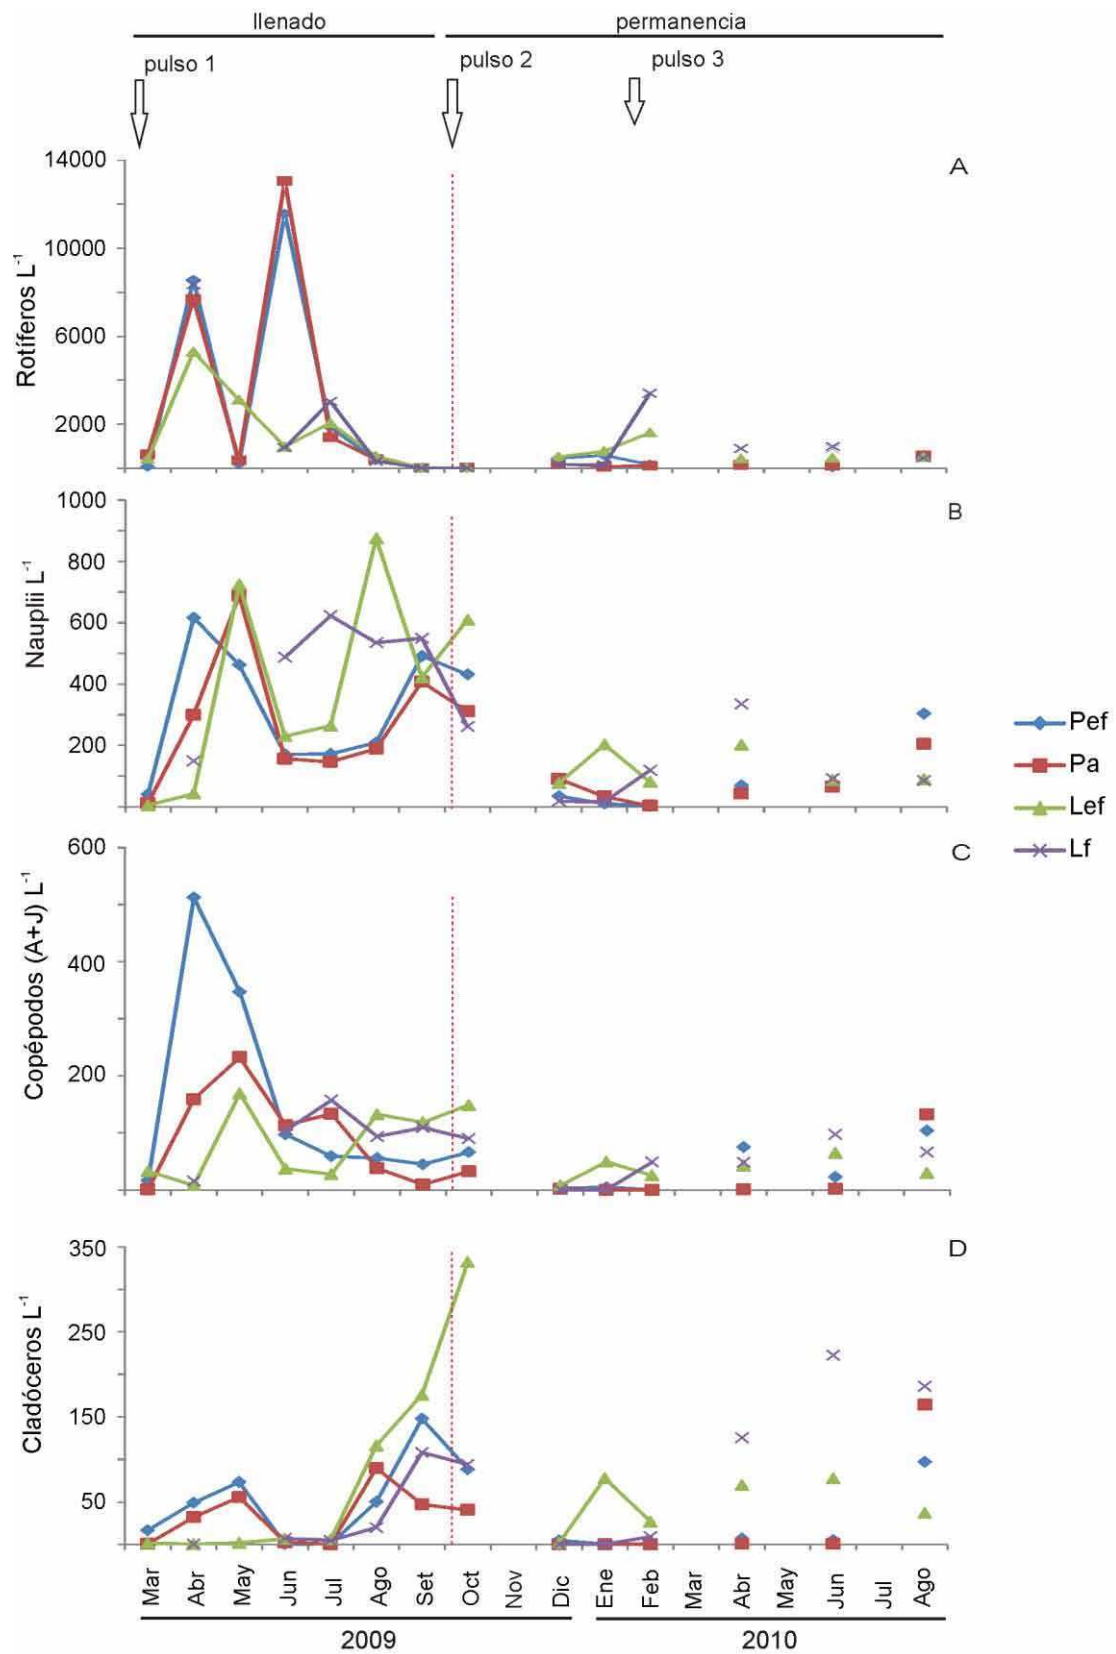 llenado permanencia
pulso 1 pulso 2 pulso 3
A
14000
10000
6000
2000
Rotíferos L⁻¹
B
1000
800
600
400
200
Nauplii L⁻¹
Pef
Pa
Lef
Lf
C
600
400
200
Copépodos (A+J) L⁻¹
D
350
250
150
50
Cladóceros L⁻¹
Mar Abr May Jun Jul Ago Set Oct Nov Dic Ene Feb Mar Abr May Jun Jul Ago
2009 2010